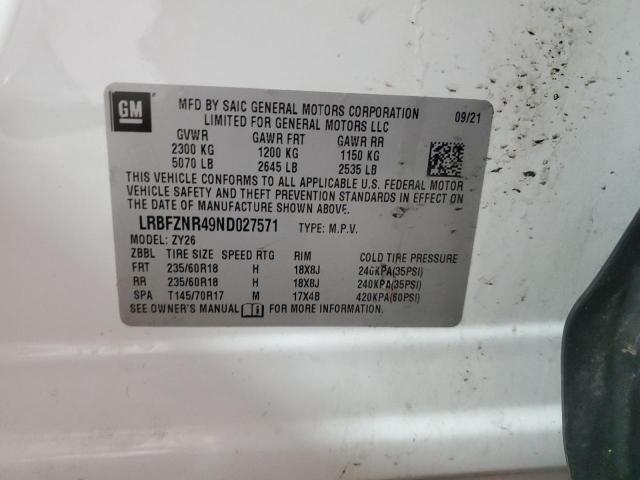 GM
MFD BY SAIC GENERAL MOTORS CORPORATION 09/21
LIMITED FOR GENERAL MOTORS LLC
GVWR GAWR FRT GAWR RR
2300 KG 1200 KG 1150 KG
5070 LB 2645 LB 2535 LB
THIS VEHICLE CONFORMS TO ALL APPLICABLE U.S. FEDERAL MOTOR
VEHICLE SAFETY AND THEFT PREVENTION STANDARDS IN EFFECT ON
THE DATE OF MANUFACTURE SHOWN ABOVE.
LRBFZNR49ND027571 TYPE: M.P.V.
MODEL: ZY26
ZBBL TIRE SIZE SPEED RTG RIM COLD TIRE PRESSURE
FRT 235/60R18 H 18X8J 240KPA(35PSI)
RR 235/60R18 H 18X8J 240KPA(35PSI)
SPA T145/70R17 M 17X4B 420KPA(60PSI)
SEE OWNER'S MANUAL i FOR MORE INFORMATION.